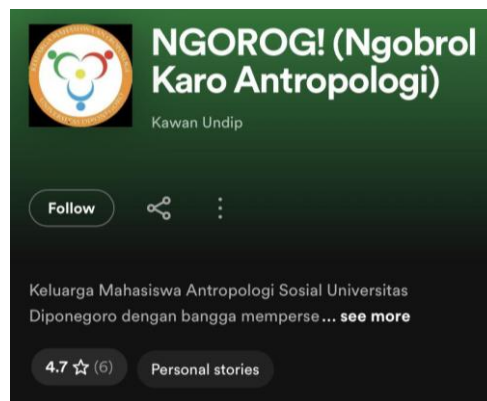 NGOROG! (Ngobrol
Karo Antropologi)
Kawan Undip
Follow
Keluarga Mahasiswa Antropologi Sosial Universitas
Diponegoro dengan bangga memperse... see more
4.7 ☆ (6)
Personal stories